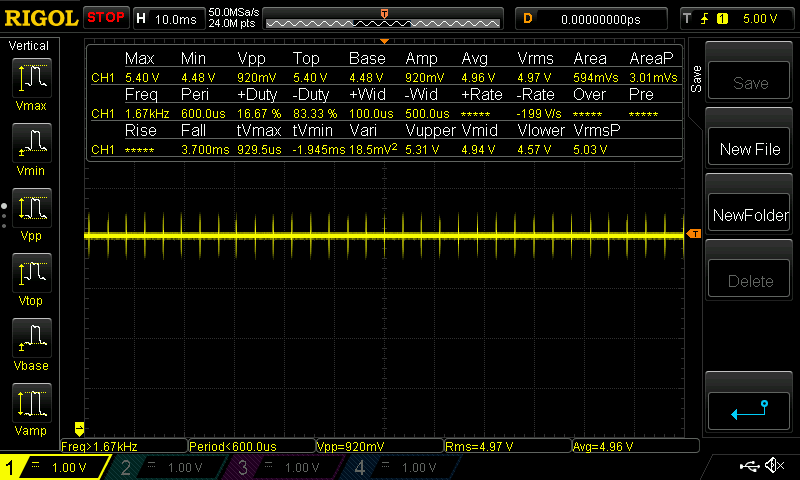 RIGOL STOP H 10.0ms 50.0MSa/s 24.0M pts T D 0.00000000ps T 1 5.00 V
Vertical
Vmax
Vmin
Vpp
Vtop
Vbase
Vamp
Max Min Vpp Top Base Amp Avg Vrms Area AreaP
CH1 5.40 V 4.48 V 920mV 5.40 V 4.48 V 920mV 4.96 V 4.97 V 594mVs 3.01mVs
Freq Peri +Duty -Duty +Wid -Wid +Rate -Rate Over Pre
CH1 1.67kHz 600.0us 16.67 % 83.33 % 100.0us 500.0us ***** -199 V/s ***** *****
Rise Fall tVmax tVmin Vari Vupper Vmid Vlower VrmsP
CH1 ***** 3.700ms 929.5us -1.945ms 18.5mV² 5.31 V 4.94 V 4.57 V 5.03 V
T
Save
Save
New File
NewFolder
Delete
Freq>1.67kHz Period<600.0us Vpp=920mV Rms=4.97 V Avg=4.96 V
1 1.00 V 2 1.00 V 3 1.00 V 4 1.00 V